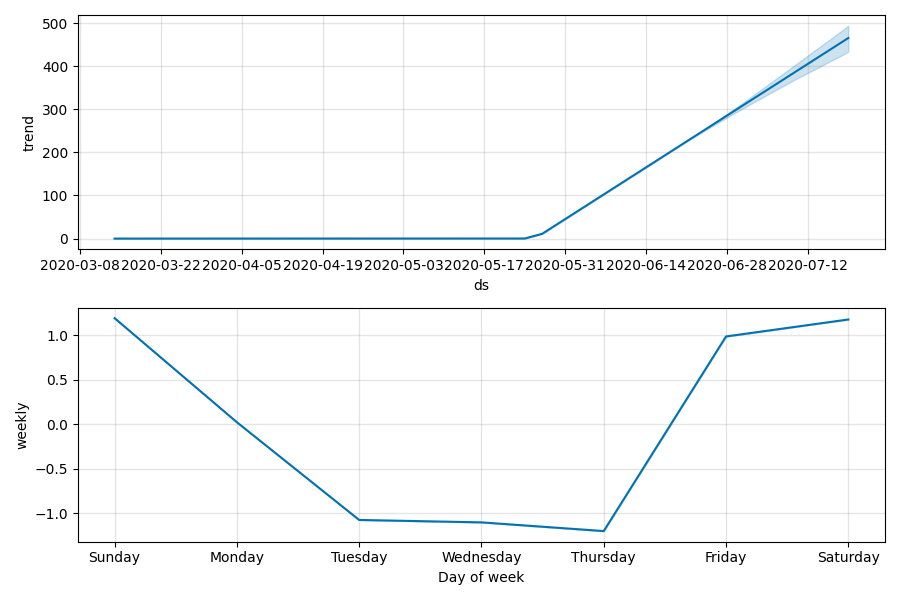 500
400
300
200
100
0
trend
2020-03-08 2020-03-22 2020-04-05 2020-04-19 2020-05-03 2020-05-17 2020-05-31 2020-06-14 2020-06-28 2020-07-12
ds
1.0
0.5
0.0
−0.5
−1.0
weekly
Sunday Monday Tuesday Wednesday Thursday Friday Saturday
Day of week